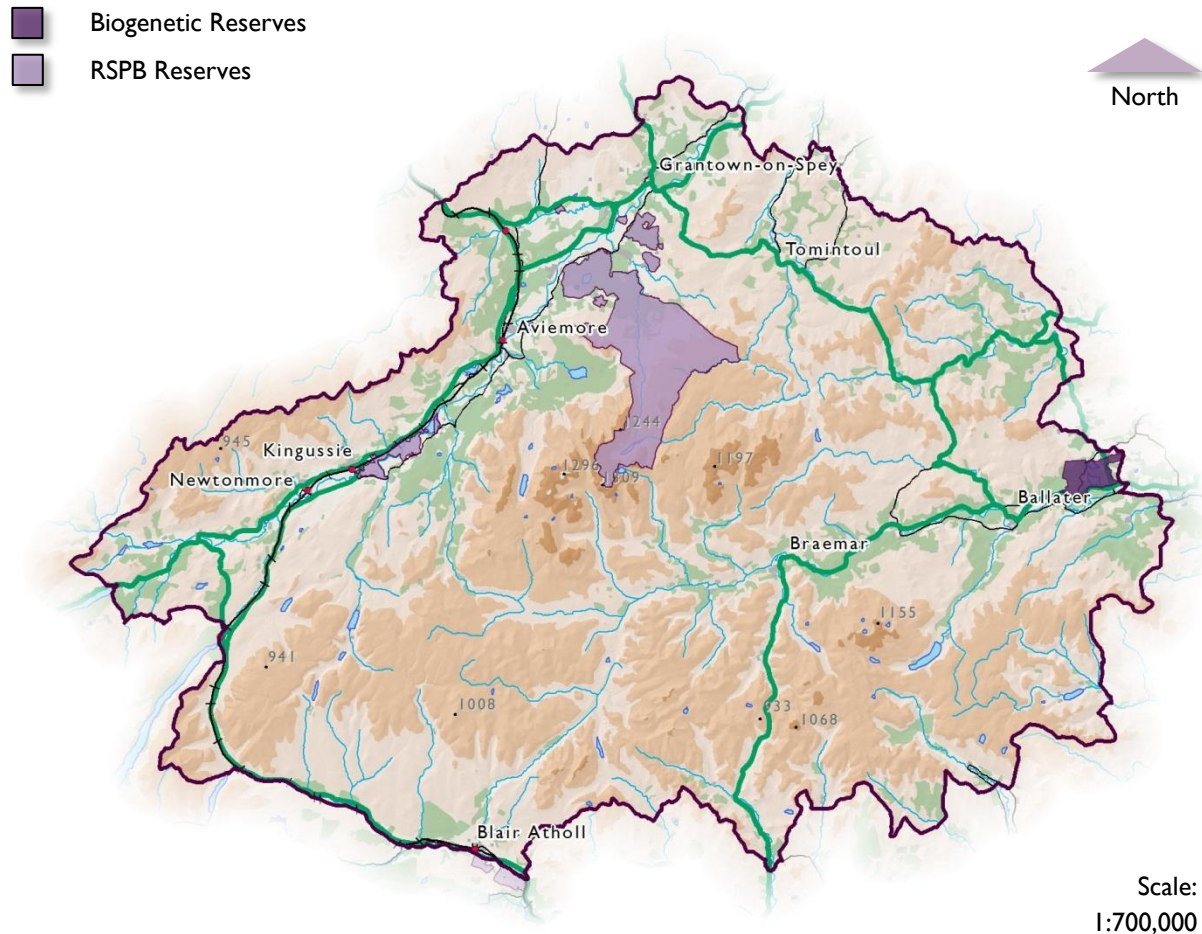 Biogenetic Reserves
RSPB Reserves
North
Grantown-on-Spey
Tomintoul
Aviemore
1244
945
Kingussie
1296
1309
1197
Newtonmore
Ballater
Braemar
1155
941
1008
933
1068
Blair Atholl
Scale:
1:700,000